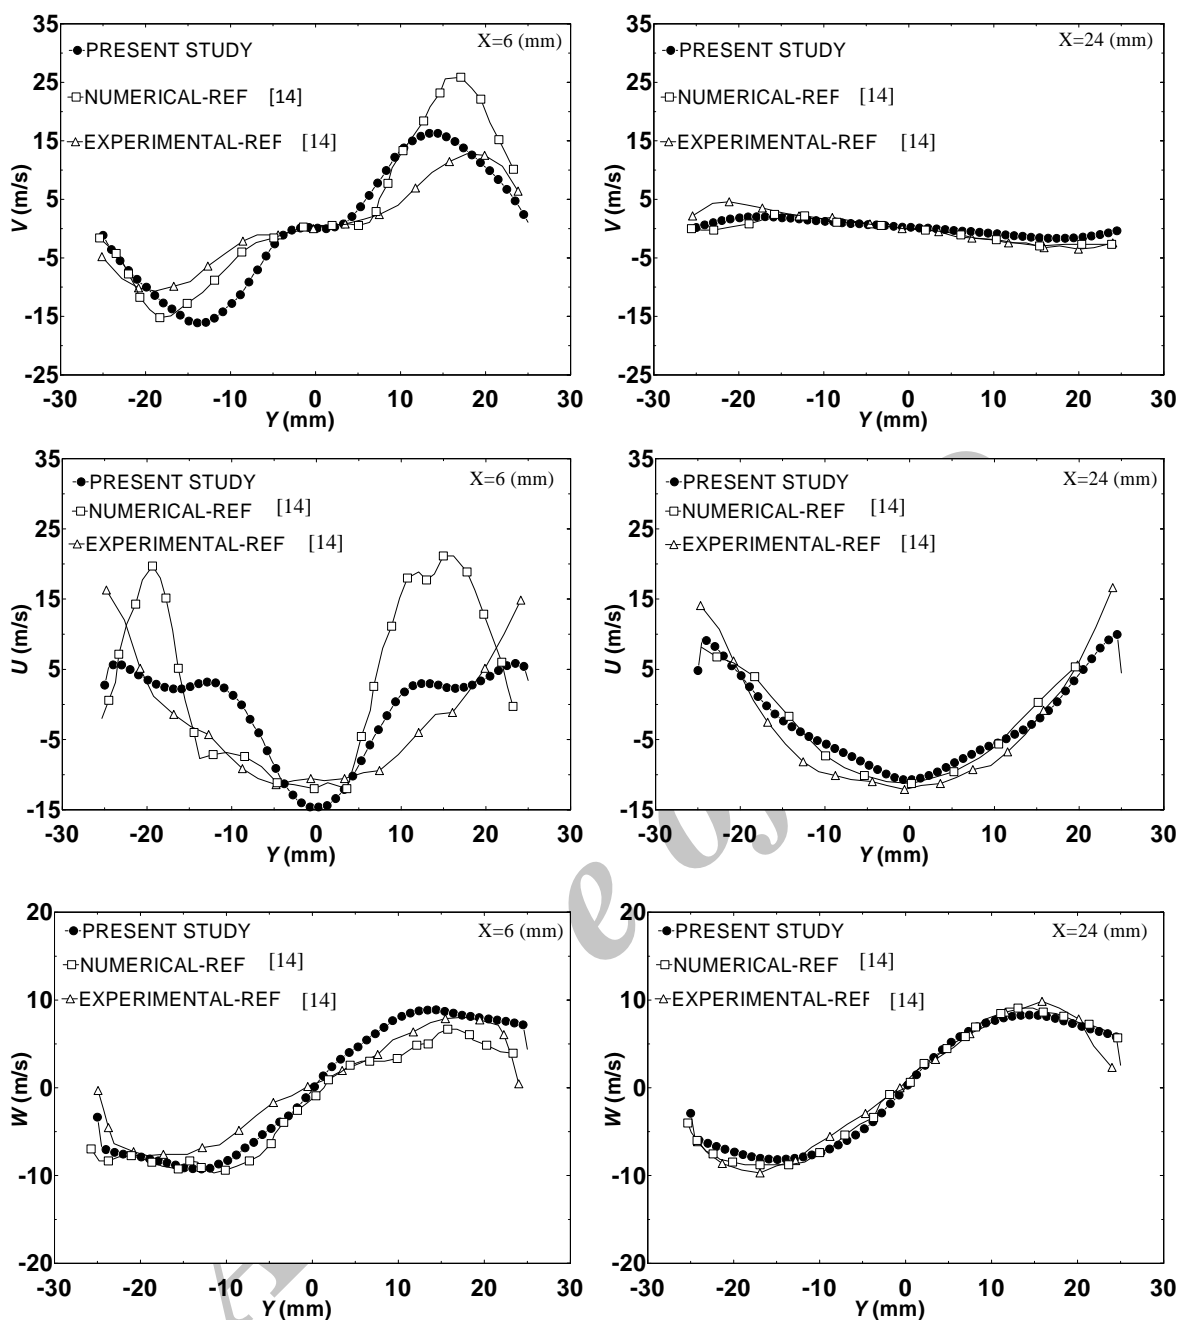 35
X=6 (mm)
PRESENT STUDY
25
NUMERICAL-REF [14]
15
EXPERIMENTAL-REF [14]
V (m/s)
5
-5
-15
-25
-30 -20 -10 0 10 20 30
Y (mm)
35
X=24 (mm)
PRESENT STUDY
25
NUMERICAL-REF [14]
15
EXPERIMENTAL-REF [14]
V (m/s)
5
-5
-15
-25
-30 -20 -10 0 10 20 30
Y (mm)
35
X=6 (mm)
PRESENT STUDY
NUMERICAL-REF [14]
25
EXPERIMENTAL-REF [14]
15
U (m/s)
5
-5
-15
-30 -20 -10 0 10 20 30
Y (mm)
35
X=24 (mm)
PRESENT STUDY
NUMERICAL-REF [14]
25
EXPERIMENTAL-REF [14]
15
U (m/s)
5
-5
-15
-30 -20 -10 0 10 20 30
Y (mm)
20
X=6 (mm)
PRESENT STUDY
NUMERICAL-REF [14]
10
EXPERIMENTAL-REF [14]
W (m/s)
0
-10
-20
-30 -20 -10 0 10 20 30
Y (mm)
20
X=24 (mm)
PRESENT STUDY
NUMERICAL-REF [14]
10
EXPERIMENTAL-REF [14]
W (m/s)
0
-10
-20
-30 -20 -10 0 10 20 30
Y (mm)